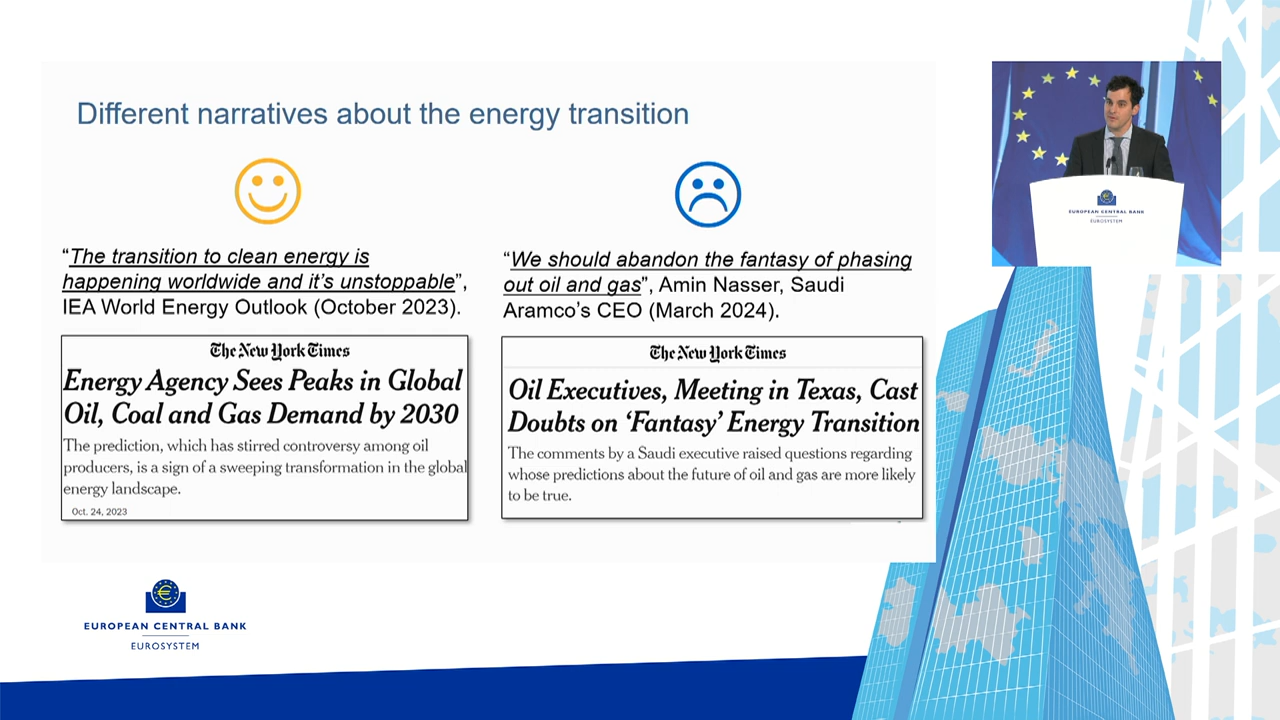 Different narratives about the energy transition
“The transition to clean energy is
happening worldwide and it’s unstoppable”,
IEA World Energy Outlook (October 2023).
The New York Times
Energy Agency Sees Peaks in Global
Oil, Coal and Gas Demand by 2030
The prediction, which has stirred controversy among oil
producers, is a sign of a sweeping transformation in the global
energy landscape.
Oct. 24, 2023
“We should abandon the fantasy of phasing
out oil and gas”, Amin Nasser, Saudi
Aramco’s CEO (March 2024).
The New York Times
Oil Executives, Meeting in Texas, Cast
Doubts on ‘Fantasy’ Energy Transition
The comments by a Saudi executive raised questions regarding
whose predictions about the future of oil and gas are more likely
to be true.
EUROPEAN CENTRAL BANK
EUROSYSTEM
EUROPEAN CENTRAL BANK
EUROSYSTEM